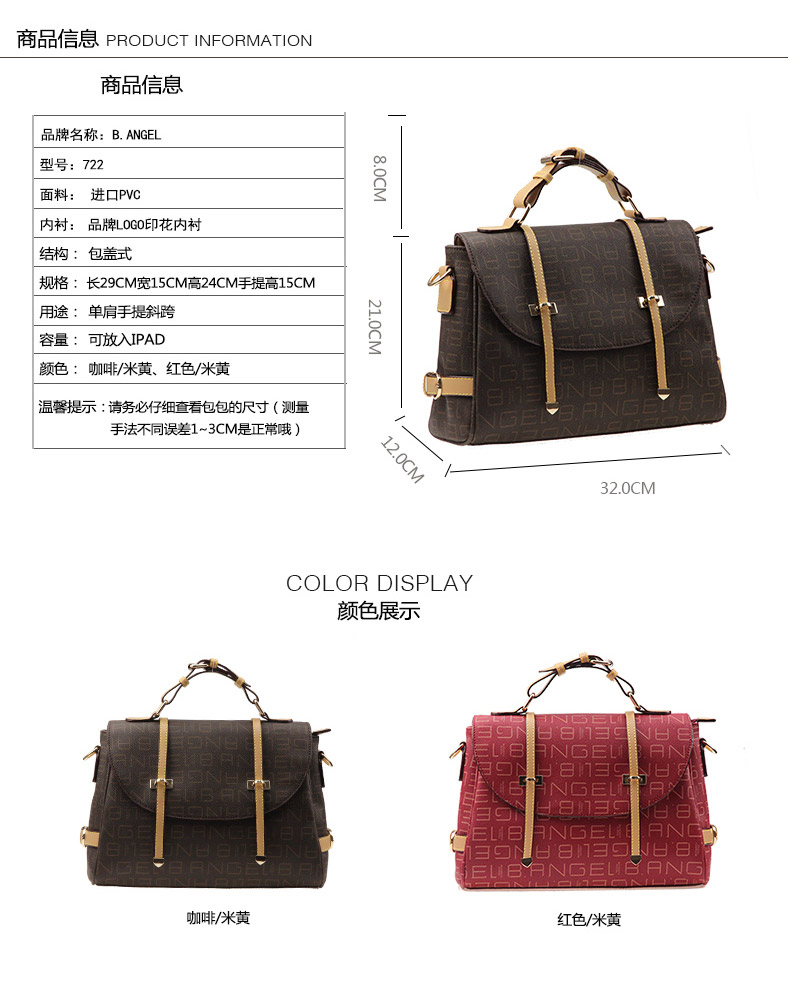 商品信息 PRODUCT INFORMATION
商品信息
品牌名称：B.ANGEL
型号：722
面料： 进口PVC
内衬： 品牌LOGO印花内衬
结构： 包盖式
规格： 长29CM宽15CM高24CM手提高15CM
用途： 单肩手提斜跨
容量： 可放入IPAD
颜色： 咖啡/米黄、红色/米黄
温馨提示：请务必仔细查看包包的尺寸（测量
手法不同误差1~3CM是正常哦）
8.0CM
21.0CM
12.0CM
32.0CM
COLOR DISPLAY
颜色展示
咖啡/米黄
红色/米黄